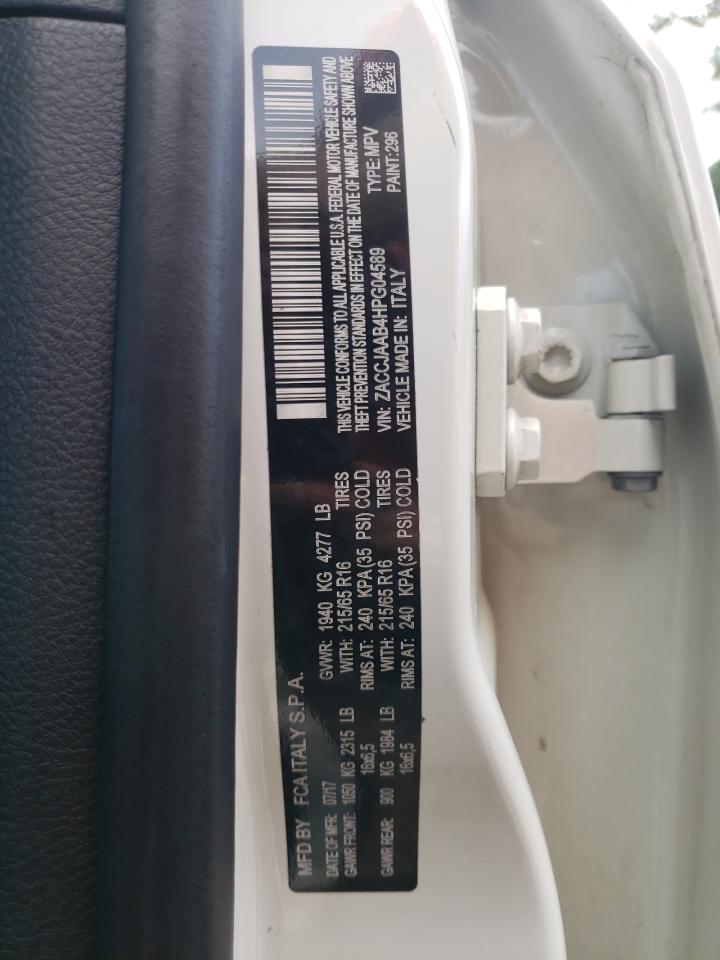 MFD BY FCA ITALY S.P.A.
DATE OF MFR: 07/17 GVWR: 1940 KG 4277 LB
GAWR FRONT: 1050 KG 2315 LB WITH: 215/65 R16 TIRES
16x6,5 RIMS AT: 240 KPA(35 PSI) COLD
GAWR REAR: 900 KG 1984 LB WITH: 215/65 R16 TIRES
16x6,5 RIMS AT: 240 KPA(35 PSI) COLD
THIS VEHICLE CONFORMS TO ALL APPLICABLE U.S.A. FEDERAL MOTOR VEHICLE SAFETY AND
THEFT PREVENTION STANDARDS IN EFFECT ON THE DATE OF MANUFACTURE SHOWN ABOVE
VIN: ZACCJAAB4HPG04589 TYPE: MPV
VEHICLE MADE IN: ITALY PAINT:296